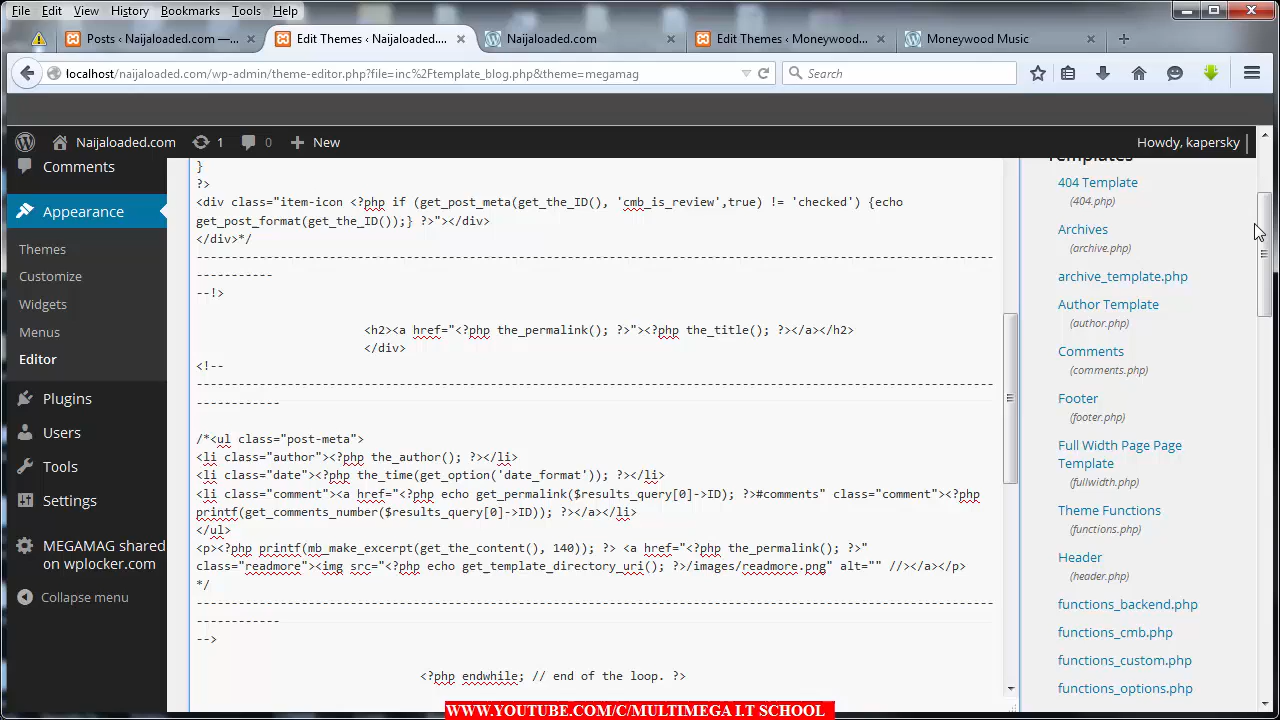 File Edit View History Bookmarks Tools Help
Posts ‹ Naijaloaded.com —... Edit Themes ‹ Naijaloaded.... Naijaloaded.com Edit Themes ‹ Moneywood... Moneywood Music
localhost/naijaloaded.com/wp-admin/theme-editor.php?file=inc%2Ftemplate_blog.php&theme=megamag Search
Naijaloaded.com 1 0 New Howdy, kapersky
Comments
Appearance
Themes
Customize
Widgets
Menus
Editor
Plugins
Users
Tools
Settings
MEGAMAG shared
on wplocker.com
Collapse menu
}
?>
<div class="item-icon <?php if (get_post_meta(get_the_ID(), 'cmb_is_review',true) != 'checked') {echo
get_post_format(get_the_ID());} ?>"></div>
</div>*/
--!>
<h2><a href="<?php the_permalink(); ?>"><?php the_title(); ?></a></h2>
</div>
<!--
/*<ul class="post-meta">
<li class="author"><?php the_author(); ?></li>
<li class="date"><?php the_time(get_option('date_format')); ?></li>
<li class="comment"><a href="<?php echo get_permalink($results_query[0]->ID); ?>#comments" class="comment"><?php
printf(get_comments_number($results_query[0]->ID)); ?></a></li>
</ul>
<p><?php printf(mb_make_excerpt(get_the_content(), 140)); ?> <a href="<?php the_permalink(); ?>"
class="readmore"><img src="<?php echo get_template_directory_uri(); ?>/images/readmore.png" alt="" //></a></p>
*/
-->
<?php endwhile; // end of the loop. ?>
Templates
404 Template
(404.php)
Archives
(archive.php)
archive_template.php
Author Template
(author.php)
Comments
(comments.php)
Footer
(footer.php)
Full Width Page Page
Template
(fullwidth.php)
Theme Functions
(functions.php)
Header
(header.php)
functions_backend.php
functions_cmb.php
functions_custom.php
functions_options.php
WWW.YOUTUBE.COM/C/MULTIMEGA I.T SCHOOL